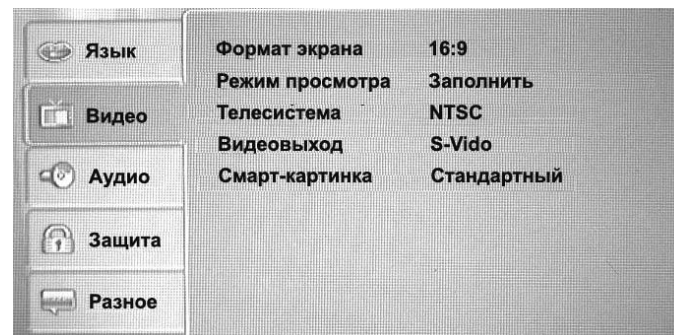 Язык
Видео
Аудио
Защита
Разное
Формат экрана 16:9
Режим просмотра Заполнить
Телесистема NTSC
Видеовыход S-Vido
Смарт-картинка Стандартный